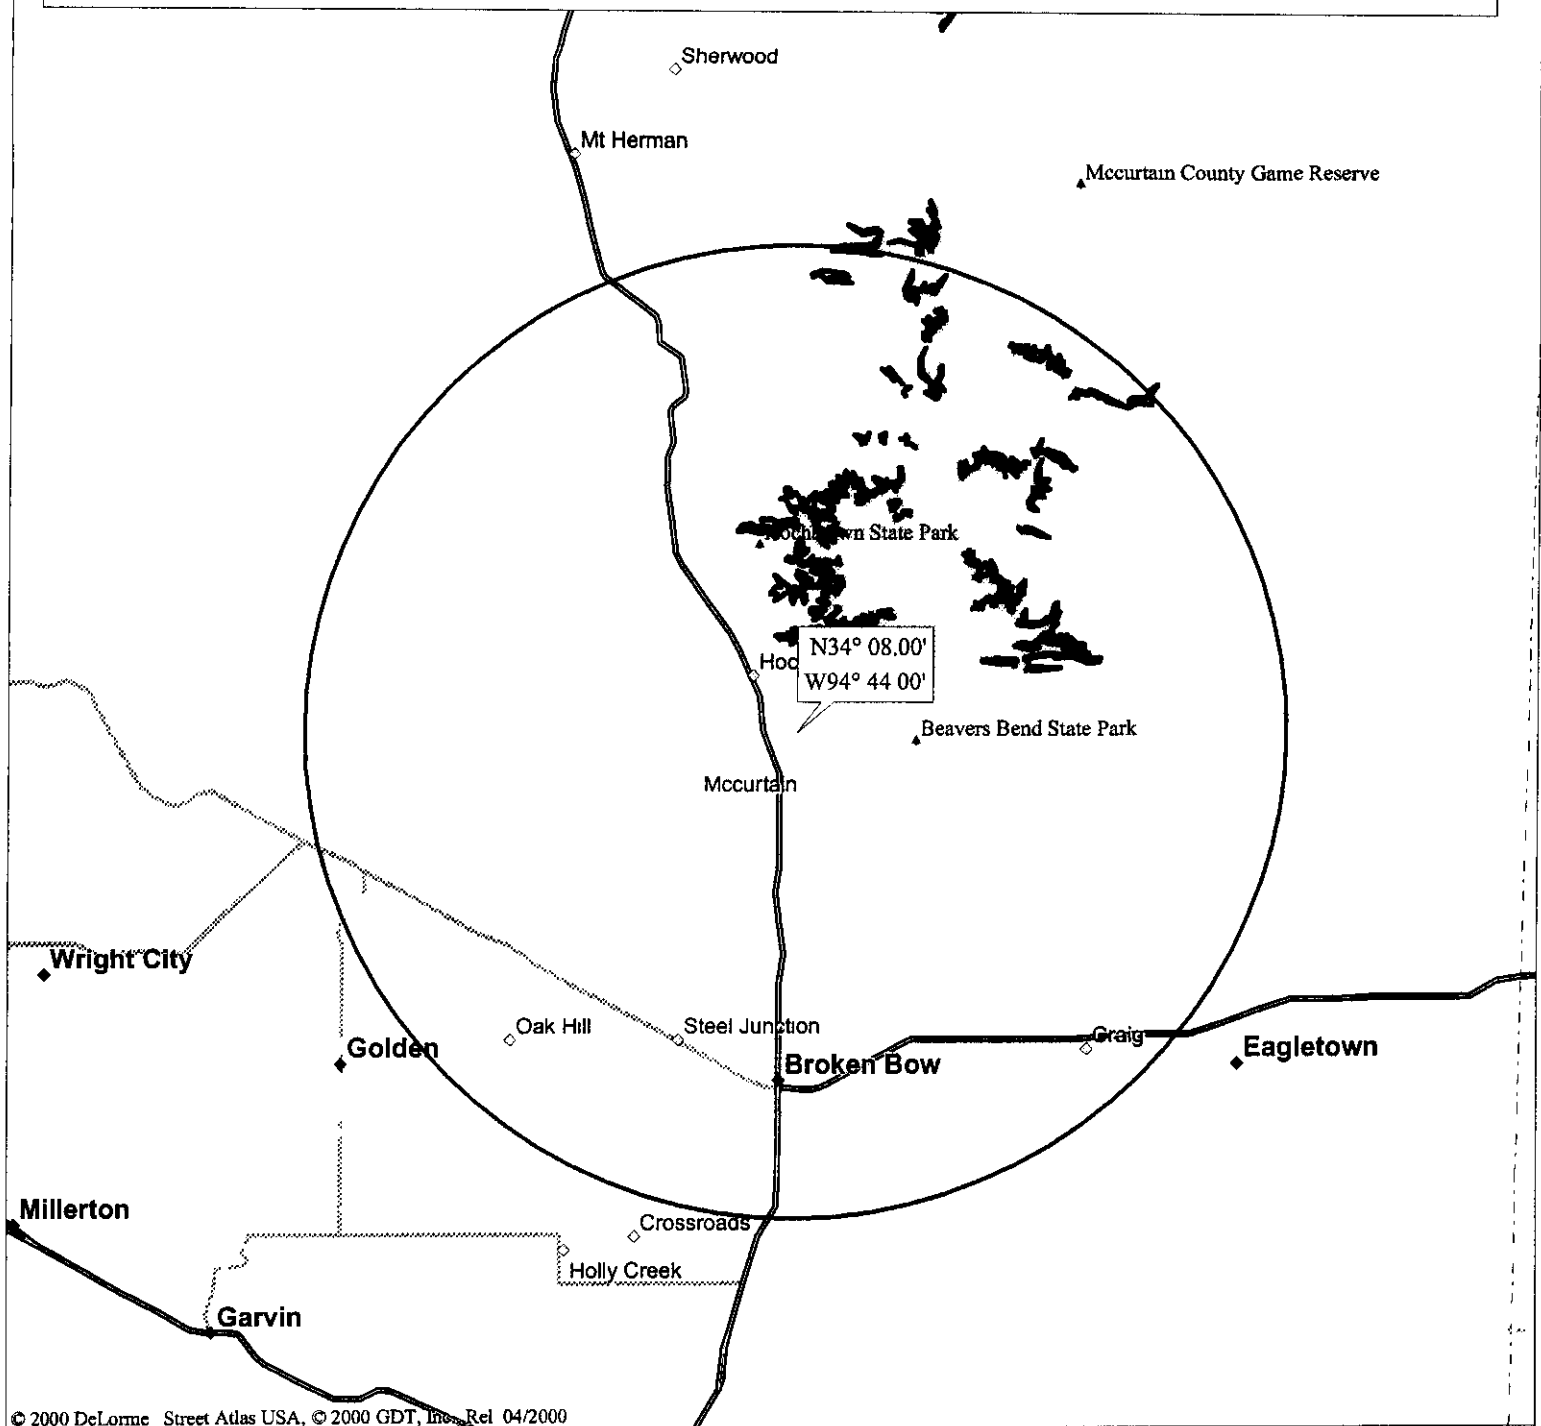 Sherwood
Mt Herman
Mccurtain County Game Reserve
State Park
N34° 08.00'
W94° 44 00'
Beavers Bend State Park
Mccurtain
Wright City
Oak Hill
Steel Junction
Craig
Golden
Eagletown
Broken Bow
Millerton
Crossroads
Holly Creek
Garvin
© 2000 DeLorme Street Atlas USA, © 2000 GDT, Inc., Rel 04/2000